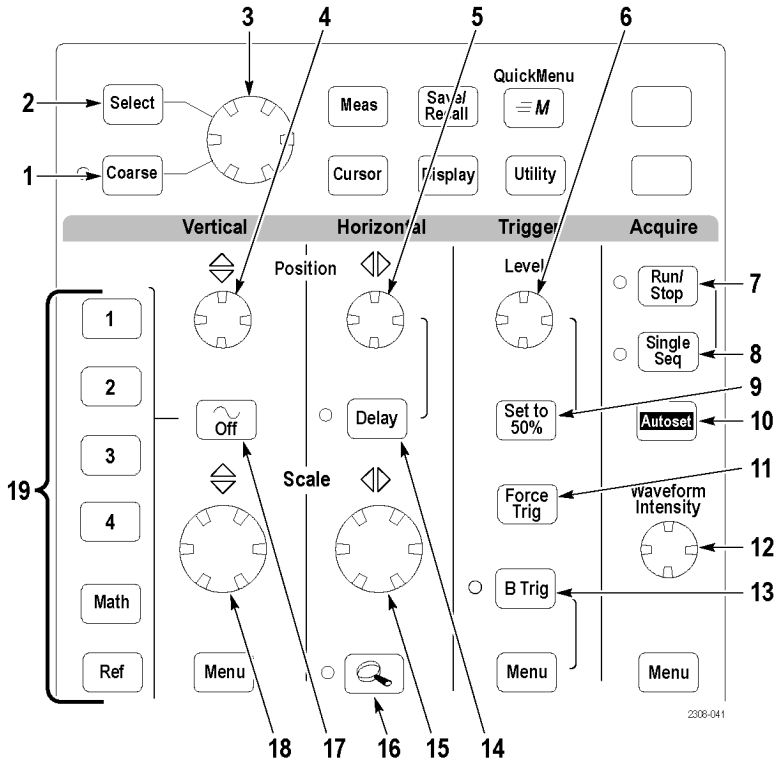 3 4 5 6
QuickMenu
2 Select Meas Save/
Recall M
1 Coarse Cursor Display Utility
Vertical Horizontal Trigger Acquire
Position Level
Run/
Stop 7
1
Single
Seq 8
2
9
Off Delay Set to
50% Autoset 10
3
Scale 11
19
4 Force
Trig Waveform
Intensity
12
Math B Trig 13
Ref Menu Menu Menu
2308-041
18 17 16 15 14